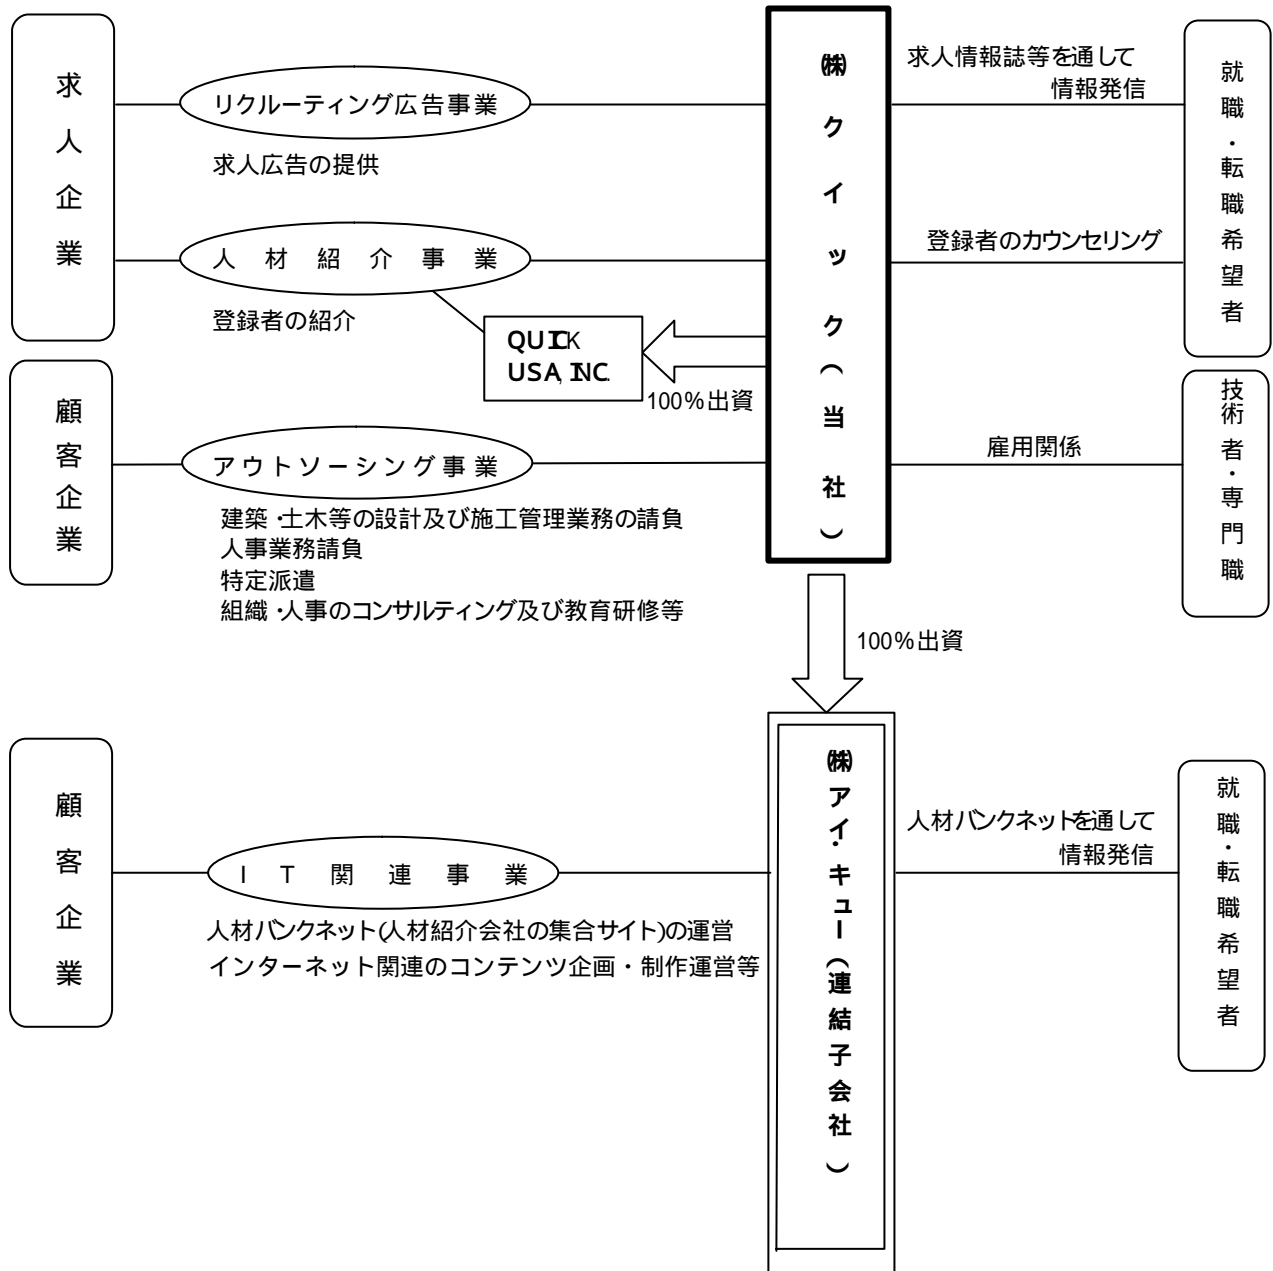 求人企業
リクルーティング広告事業
求人広告の提供
人材紹介事業
登録者の紹介
QUICK
USA, INC.
100%出資
㈱クイック(当社)
求人情報誌等を通して
情報発信
登録者のカウンセリング
就職・転職希望者
顧客企業
アウトソーシング事業
建築・土木等の設計及び施工管理業務の請負
人事業務請負
特定派遣
組織・人事のコンサルティング及び教育研修等
雇用関係
技術者・専門職
100%出資
顧客企業
IT関連事業
人材バンクネット(人材紹介会社の集合サイト)の運営
インターネット関連のコンテンツ企画・制作運営等
㈱アイ・キュー(連結子会社)
人材バンクネットを通して
情報発信
就職・転職希望者